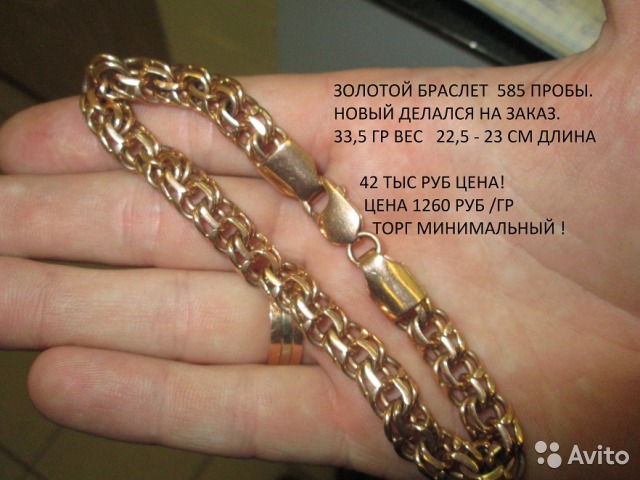 ЗОЛОТОЙ БРАСЛЕТ 585 ПРОБЫ.
НОВЫЙ ДЕЛАЛСЯ НА ЗАКАЗ.
33,5 ГР ВЕС 22,5 - 23 СМ ДЛИНА
42 ТЫС РУБ ЦЕНА!
ЦЕНА 1260 РУБ /ГР
ТОРГ МИНИМАЛЬНЫЙ !
Avito